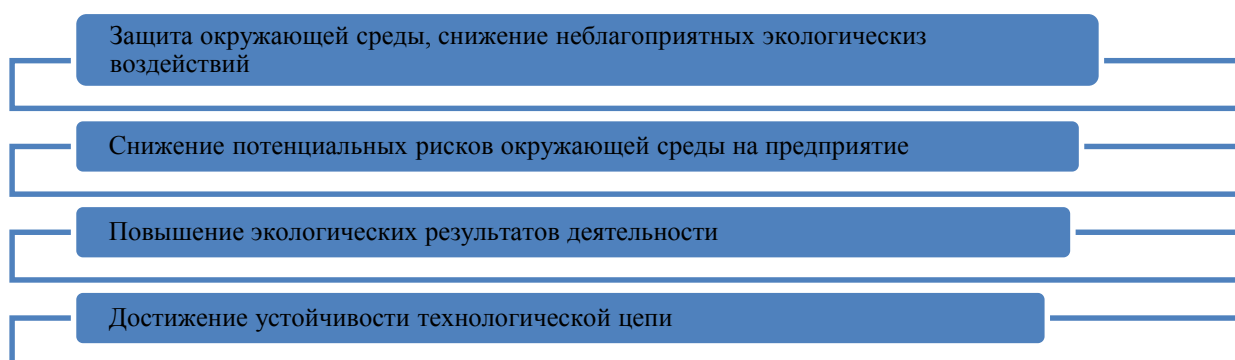 Защита окружающей среды, снижение неблагоприятных экологическиз
воздействий
Снижение потенциальных рисков окружающей среды на предприятие
Повышение экологических результатов деятельности
Достижение устойчивости технологической цепи